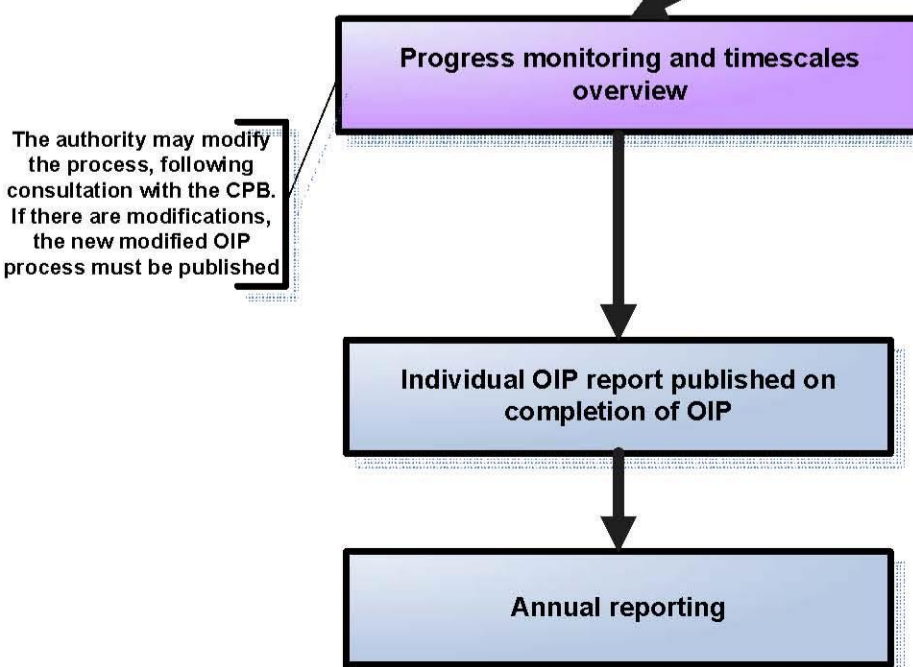 Progress monitoring and timescales
overview
The authority may modify
the process, following
consultation with the CPB.
If there are modifications,
the new modified OIP
process must be published
Individual OIP report published on
completion of OIP
Annual reporting